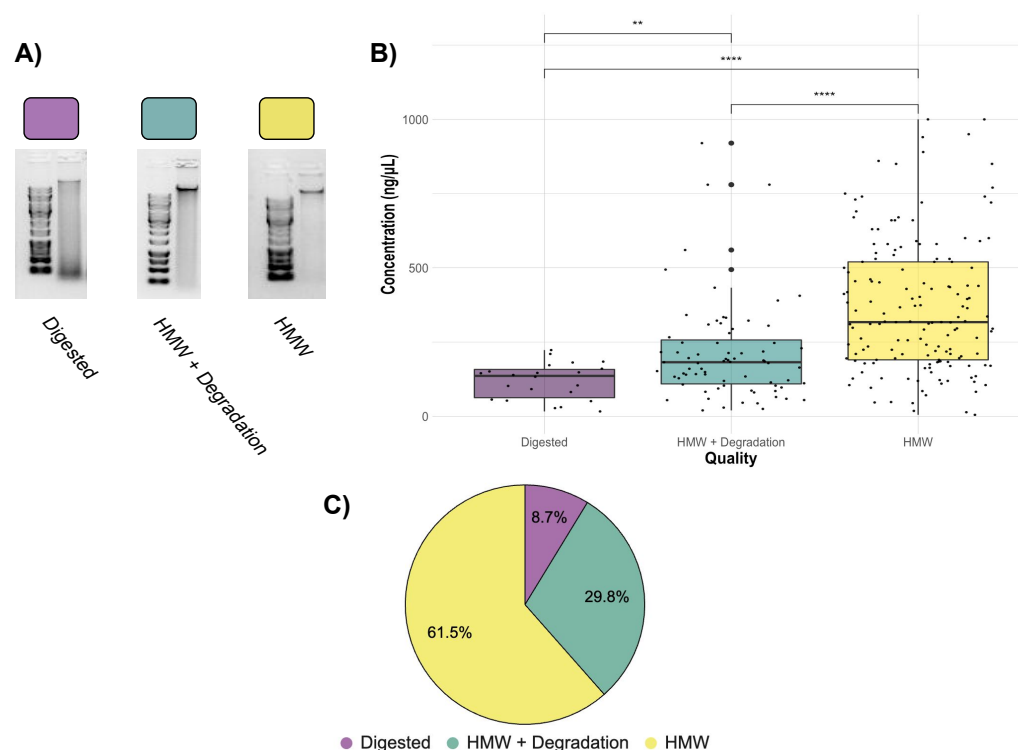 A)
Digested
HMW + Degradation
HMW
B)
**
****
****
Concentration (ng/µL)
1000
500
0
Digested
HMW + Degradation
HMW
Quality
C)
8.7%
29.8%
61.5%
Digested
HMW + Degradation
HMW